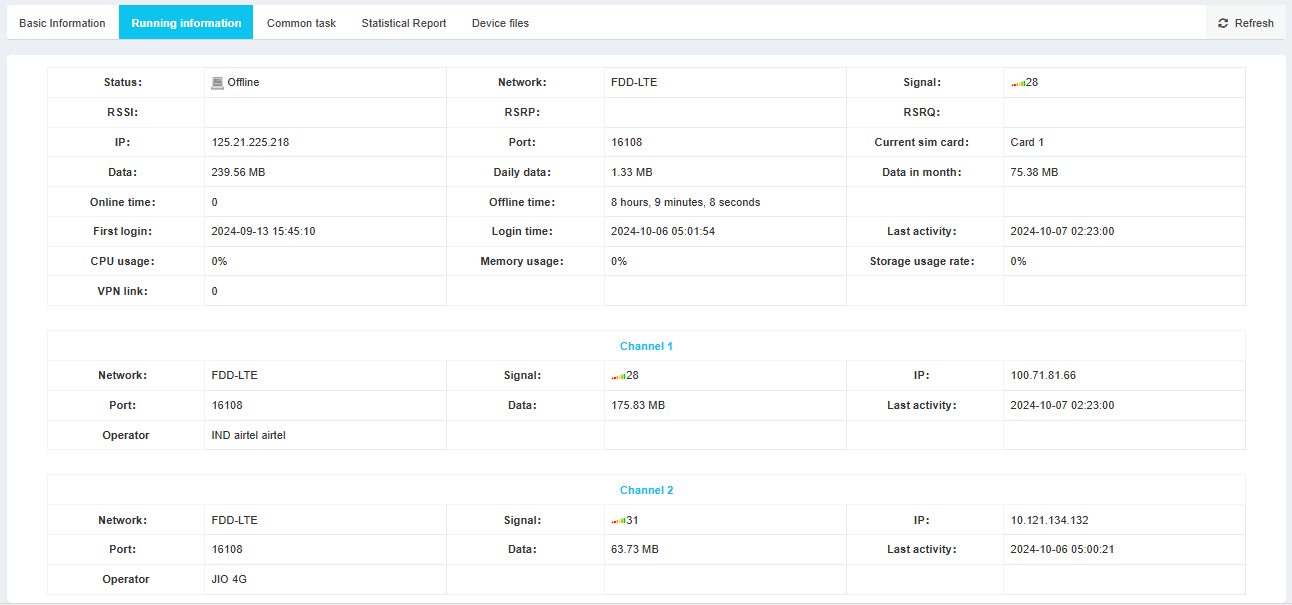 Basic Information Running information Common task Statistical Report Device files Refresh
Status: Offline Network: FDD-LTE Signal: 28
RSSI: RSRP: RSRQ:
IP: 125.21.225.218 Port: 16108 Current sim card: Card 1
Data: 239.56 MB Daily data: 1.33 MB Data in month: 75.38 MB
Online time: 0 Offline time: 8 hours, 9 minutes, 8 seconds
First login: 2024-09-13 15:45:10 Login time: 2024-10-06 05:01:54 Last activity: 2024-10-07 02:23:00
CPU usage: 0% Memory usage: 0% Storage usage rate: 0%
VPN link: 0
Channel 1
Network: FDD-LTE Signal: 28 IP: 100.71.81.66
Port: 16108 Data: 175.83 MB Last activity: 2024-10-07 02:23:00
Operator IND airtel airtel
Channel 2
Network: FDD-LTE Signal: 31 IP: 10.121.134.132
Port: 16108 Data: 63.73 MB Last activity: 2024-10-06 05:00:21
Operator JIO 4G